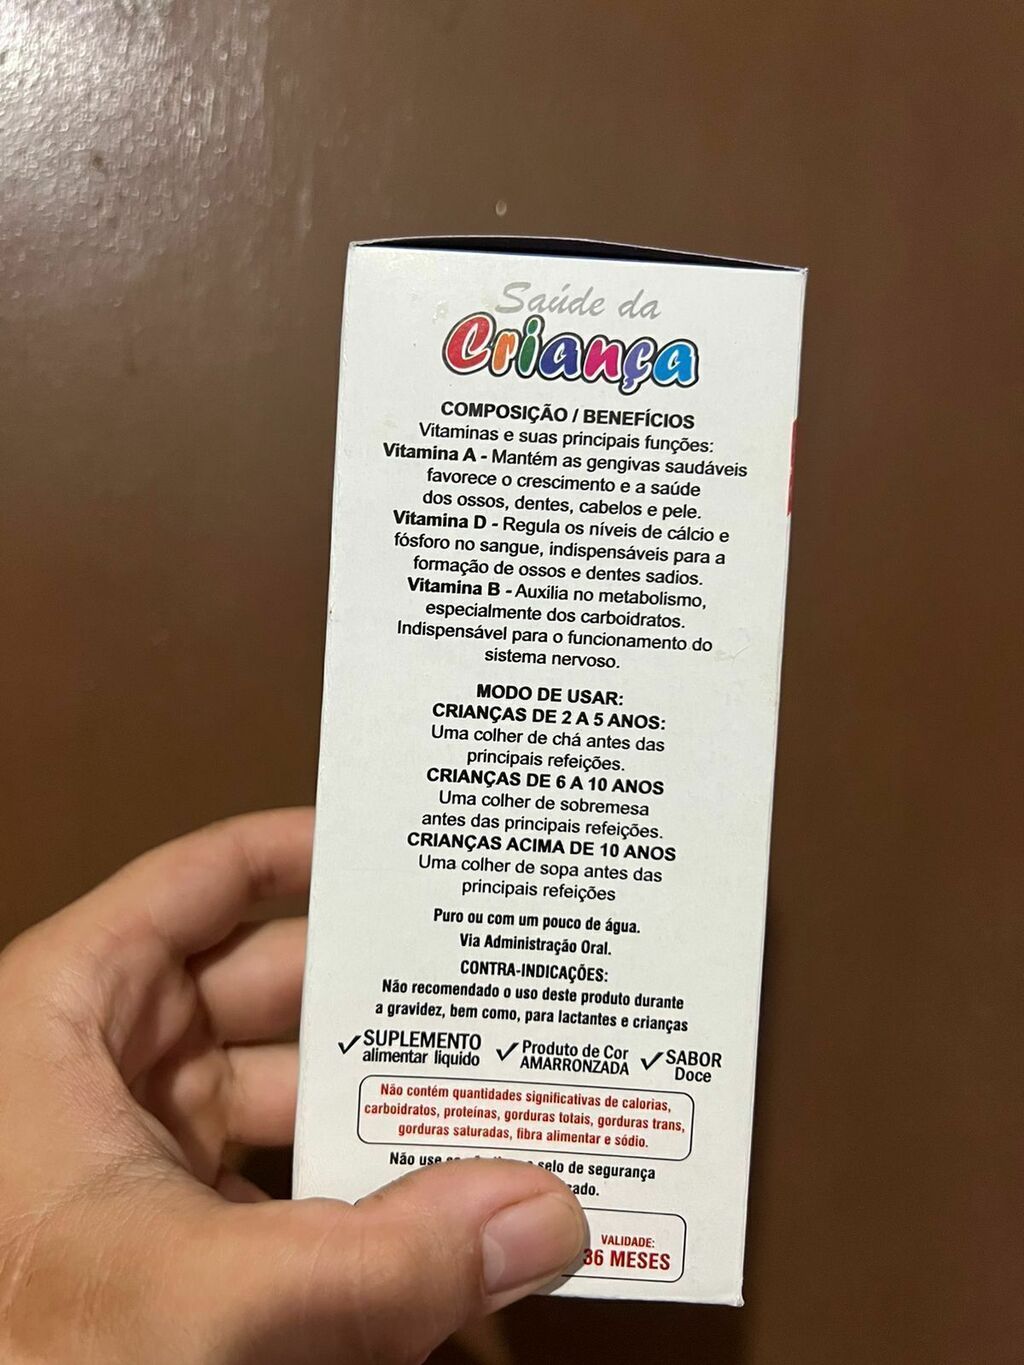 Saúde da
Criança
COMPOSIÇÃO / BENEFÍCIOS
Vitaminas e suas principais funções:
Vitamina A - Mantém as gengivas saudáveis
favorece o crescimento e a saúde
dos ossos, dentes, cabelos e pele.
Vitamina D - Regula os níveis de cálcio e
fósforo no sangue, indispensáveis para a
formação de ossos e dentes sadios.
Vitamina B - Auxilia no metabolismo,
especialmente dos carboidratos.
Indispensável para o funcionamento do
sistema nervoso.
MODO DE USAR:
CRIANÇAS DE 2 A 5 ANOS:
Uma colher de chá antes das
principais refeições.
CRIANÇAS DE 6 A 10 ANOS
Uma colher de sobremesa
antes das principais refeições.
CRIANÇAS ACIMA DE 10 ANOS
Uma colher de sopa antes das
principais refeições
Puro ou com um pouco de água.
Via Administração Oral.
CONTRA-INDICAÇÕES:
Não recomendado o uso deste produto durante
a gravidez, bem como, para lactantes e crianças
SUPLEMENTO
alimentar liquido
Produto de Cor
AMARRONZADA
SABOR
Doce
Não contém quantidades significativas de calorias,
carboidratos, proteínas, gorduras totais, gorduras trans,
gorduras saturadas, fibra alimentar e sódio.
Não use selo de segurança
VALIDADE:
36 MESES